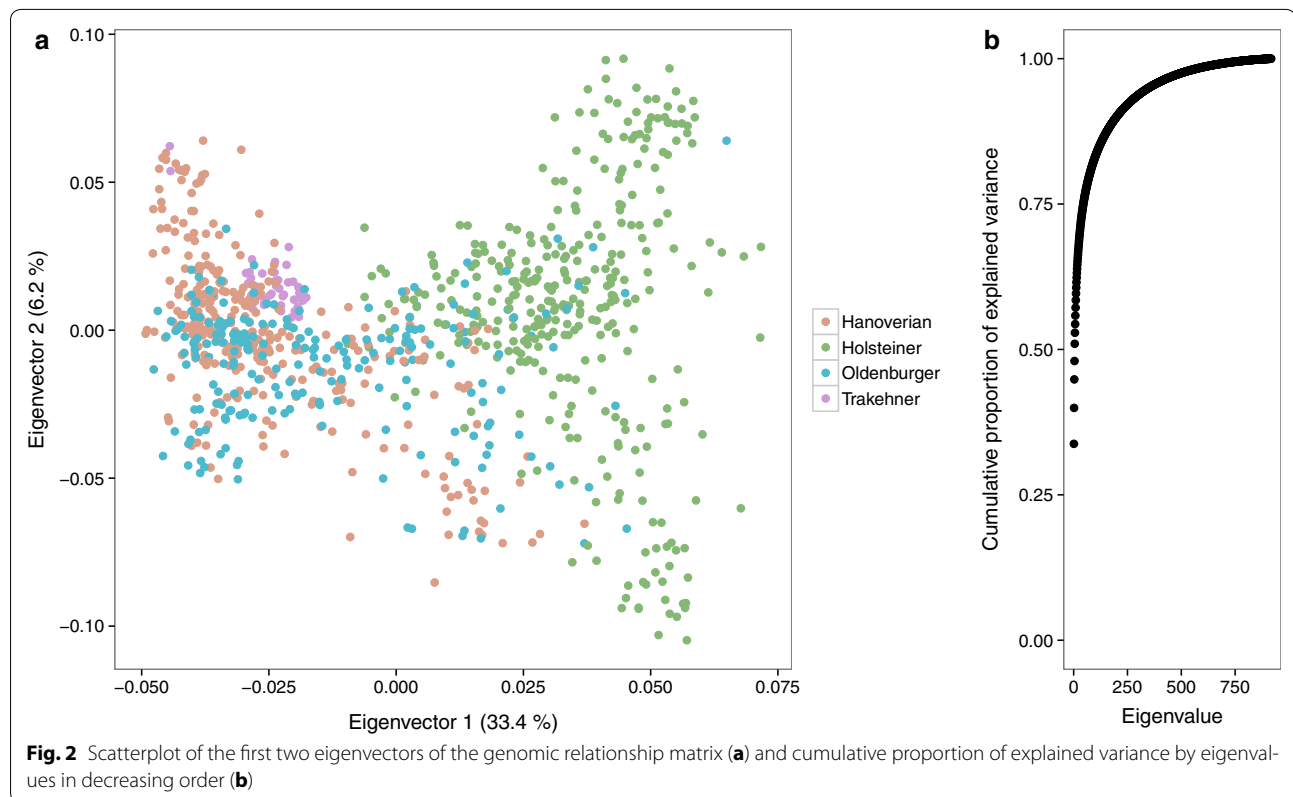 a
b
0.10
0.05
0.00
−0.05
−0.10
Eigenvector 2 (6.2 %)
−0.050
−0.025
0.000
0.025
0.050
0.075
Eigenvector 1 (33.4 %)
Hanoverian
Holsteiner
Oldenburger
Trakehner
1.00
0.75
0.50
0.25
0.00
Cumulative proportion of explained variance
0
250
500
750
Eigenvalue
Fig. 2 Scatterplot of the first two eigenvectors of the genomic relationship matrix (a) and cumulative proportion of explained variance by eigenval-
ues in decreasing order (b)